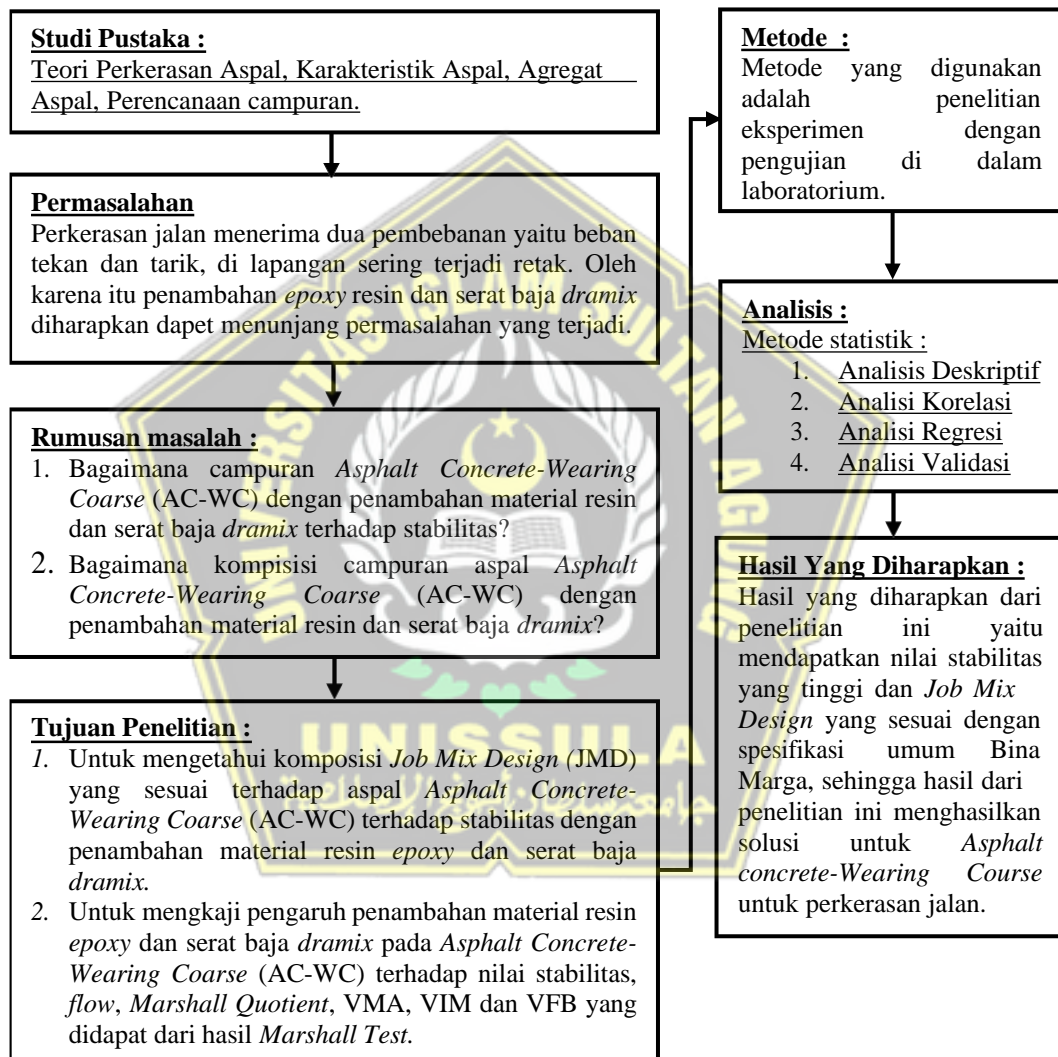 Studi Pustaka :
Teori Perkerasan Aspal, Karakteristik Aspal, Agregat
Aspal, Perencanaan campuran.
Permasalahan
Perkerasan jalan menerima dua pembebanan yaitu beban
tekan dan tarik, di lapangan sering terjadi retak. Oleh
karena itu penambahan epoxy resin dan serat baja dramix
diharapkan dapet menunjang permasalahan yang terjadi.
Rumusan masalah :
1. Bagaimana campuran Asphalt Concrete-Wearing
Coarse (AC-WC) dengan penambahan material resin
dan serat baja dramix terhadap stabilitas?
2. Bagaimana kompisisi campuran aspal Asphalt
Concrete-Wearing Coarse (AC-WC) dengan
penambahan material resin dan serat baja dramix?
Tujuan Penelitian :
1. Untuk mengetahui komposisi Job Mix Design (JMD)
yang sesuai terhadap aspal Asphalt Concrete-
Wearing Coarse (AC-WC) terhadap stabilitas dengan
penambahan material resin epoxy dan serat baja
dramix.
2. Untuk mengkaji pengaruh penambahan material resin
epoxy dan serat baja dramix pada Asphalt Concrete-
Wearing Coarse (AC-WC) terhadap nilai stabilitas,
flow, Marshall Quotient, VMA, VIM dan VFB yang
didapat dari hasil Marshall Test.
Metode :
Metode yang digunakan
adalah penelitian
eksperimen dengan
pengujian di dalam
laboratorium.
Analisis :
Metode statistik :
1. Analisis Deskriptif
2. Analisi Korelasi
3. Analisi Regresi
4. Analisi Validasi
Hasil Yang Diharapkan :
Hasil yang diharapkan dari
penelitian ini yaitu
mendapatkan nilai stabilitas
yang tinggi dan Job Mix
Design yang sesuai dengan
spesifikasi umum Bina
Marga, sehingga hasil dari
penelitian ini menghasilkan
solusi untuk Asphalt
concrete-Wearing Course
untuk perkerasan jalan.
UNIVERSITAS ISLAM SULTAN AGUNG
UNISSULA